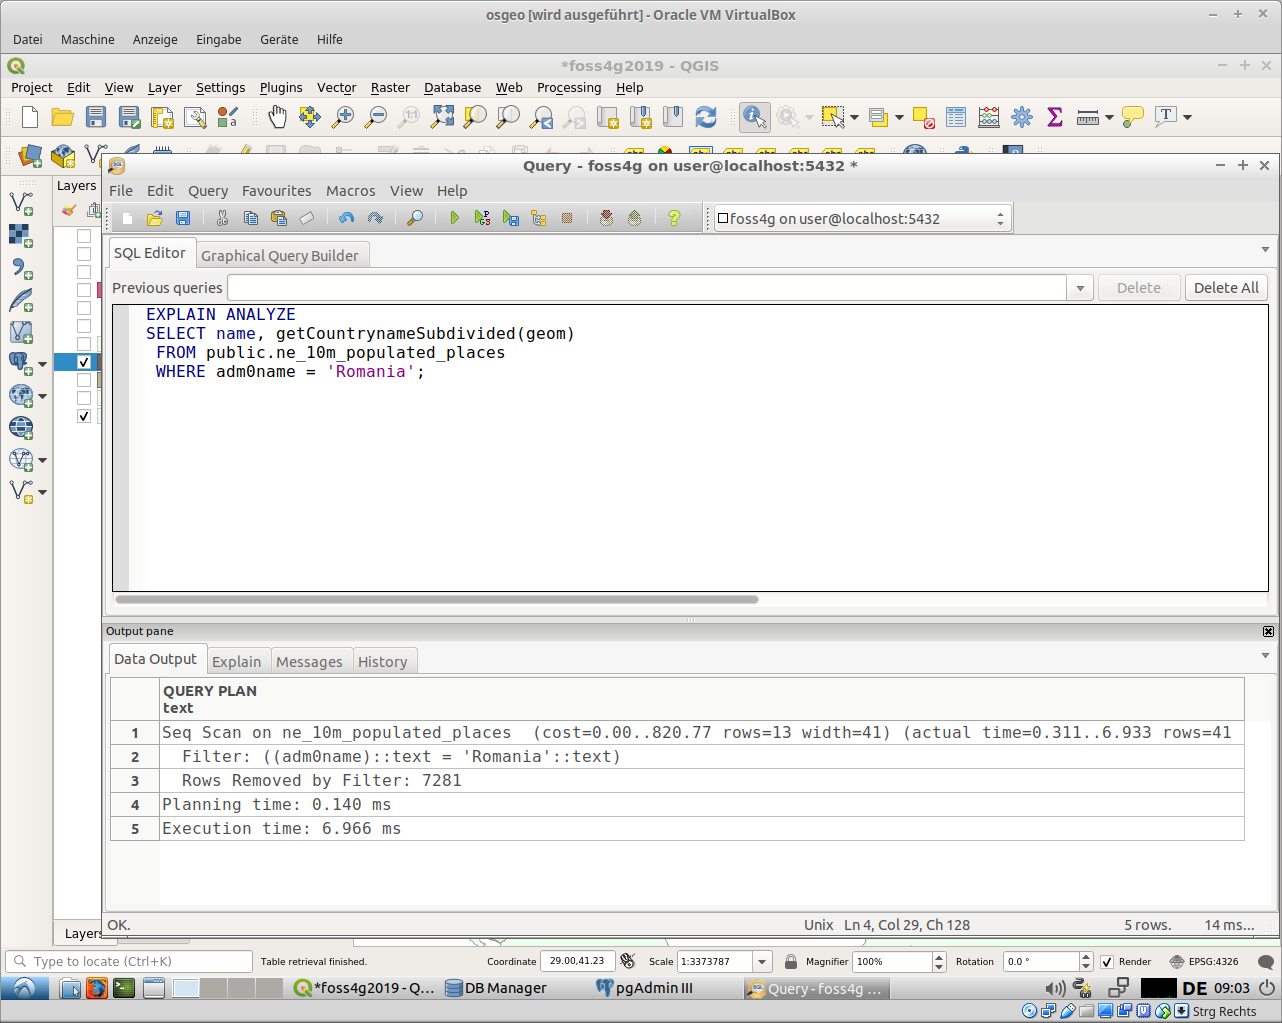 osgeo [wird ausgeführt] - Oracle VM VirtualBox
Datei Maschine Anzeige Eingabe Geräte Hilfe
*foss4g2019 - QGIS
Project Edit View Layer Settings Plugins Vector Raster Database Web Processing Help
Layers
Query - foss4g on user@localhost:5432 *
File Edit Query Favourites Macros View Help
foss4g on user@localhost:5432
SQL Editor Graphical Query Builder
Previous queries Delete Delete All
EXPLAIN ANALYZE
SELECT name, getCountrynameSubdivided(geom)
FROM public.ne_10m_populated_places
WHERE adm0name = 'Romania';
Output pane
Data Output Explain Messages History
QUERY PLAN
text
1 Seq Scan on ne_10m_populated_places (cost=0.00..820.77 rows=13 width=41) (actual time=0.311..6.933 rows=41
2 Filter: ((adm0name)::text = 'Romania'::text)
3 Rows Removed by Filter: 7281
4 Planning time: 0.140 ms
5 Execution time: 6.966 ms
OK. Unix Ln 4, Col 29, Ch 128 5 rows. 14 ms...
Layers
Type to locate (Ctrl+K) Table retrieval finished. Coordinate 29.00,41.23 Scale 1:3373787 Magnifier 100% Rotation 0.0 ° Render EPSG:4326
*foss4g2019 - Q... DB Manager pgAdmin III Query - foss4g ... DE 09:03
Strg Rechts